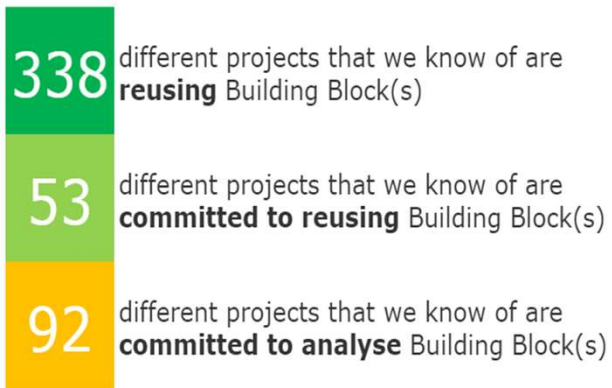 338
different projects that we know of are
reusing Building Block(s)
53
different projects that we know of are
committed to reusing Building Block(s)
92
different projects that we know of are
committed to analyse Building Block(s)